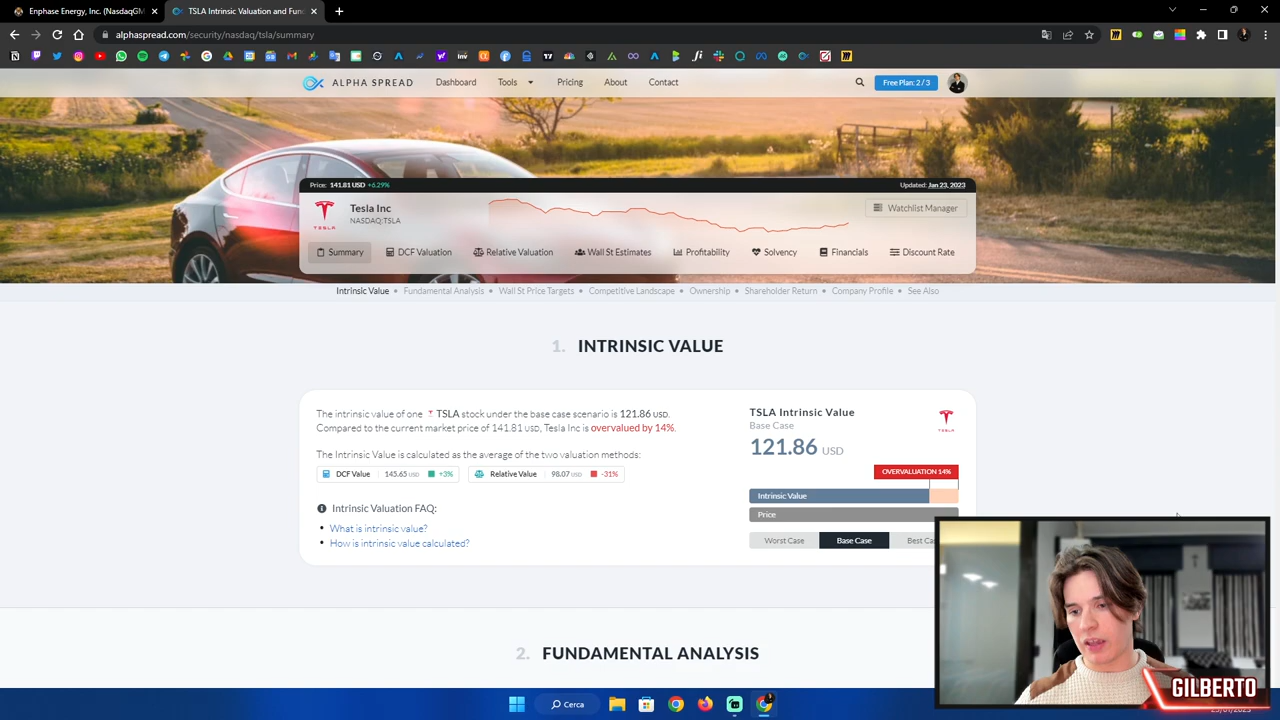 Enphase Energy, Inc. (NasdaqGM
TSLA Intrinsic Valuation and Fun
alphaspread.com/security/nasdaq/tsla/summary
ALPHA SPREAD
Dashboard
Tools
Pricing
About
Contact
Free Plan: 2 / 3
Price: 141.81 USD +6.29%
Updated: Jan 23, 2023
TESLA
Tesla Inc
NASDAQ:TSLA
Watchlist Manager
Summary
DCF Valuation
Relative Valuation
Wall St Estimates
Profitability
Solvency
Financials
Discount Rate
Intrinsic Value • Fundamental Analysis • Wall St Price Targets • Competitive Landscape • Ownership • Shareholder Return • Company Profile • See Also
1. INTRINSIC VALUE
The intrinsic value of one TSLA stock under the base case scenario is 121.86 USD.
Compared to the current market price of 141.81 USD, Tesla Inc is overvalued by 14%.
The Intrinsic Value is calculated as the average of the two valuation methods:
DCF Value 145.65 USD +3%
Relative Value 98.07 USD -31%
Intrinsic Valuation FAQ:
• What is intrinsic value?
• How is intrinsic value calculated?
TSLA Intrinsic Value
Base Case
121.86 USD
TESLA
OVERVALUATION 14%
Intrinsic Value
Price
Worst Case
Base Case
Best Ca
2. FUNDAMENTAL ANALYSIS
GILBERTO
Cerca